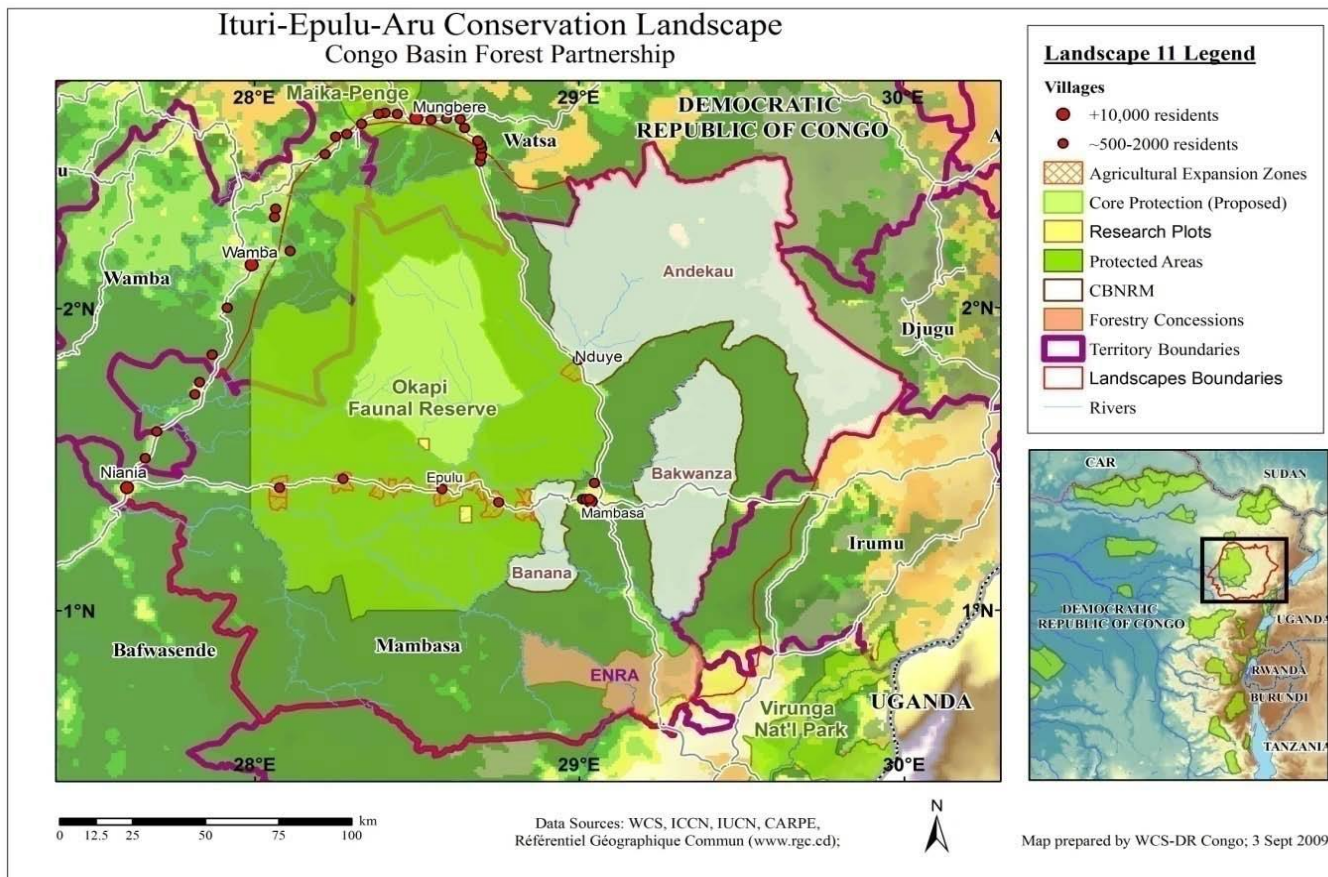 Ituri-Epulu-Aru Conservation Landscape
Congo Basin Forest Partnership
28°E
29°E
30°E
Maika-Penge
Mungbere
DEMOCRATIC
REPUBLIC OF CONGO
A
Watsa
u
Wamba
Wamba
Andekau
2°N
2°N
Djugu
Nduye
Okapi
Faunal Reserve
Niania
Epulu
Bakwanza
Mambasa
Irumu
Banana
1°N
1°N
Bafwasende
Mambasa
ENRA
UGANDA
Virunga
Nat'l Park
28°E
29°E
30°E
Landscape 11 Legend
Villages
+10,000 residents
~500-2000 residents
Agricultural Expansion Zones
Core Protection (Proposed)
Research Plots
Protected Areas
CBNRM
Forestry Concessions
Territory Boundaries
Landscapes Boundaries
Rivers
CAR
SUDAN
DEMOCRATIC
REPUBLIC OF CONGO
UGANDA
RWANDA
BURUNDI
TANZANIA
km
0 12.5 25 50 75 100
Data Sources: WCS, ICCN, IUCN, CARPE,
Référentiel Géographique Commun (www.rgc.cd);
N
Map prepared by WCS-DR Congo; 3 Sept 2009